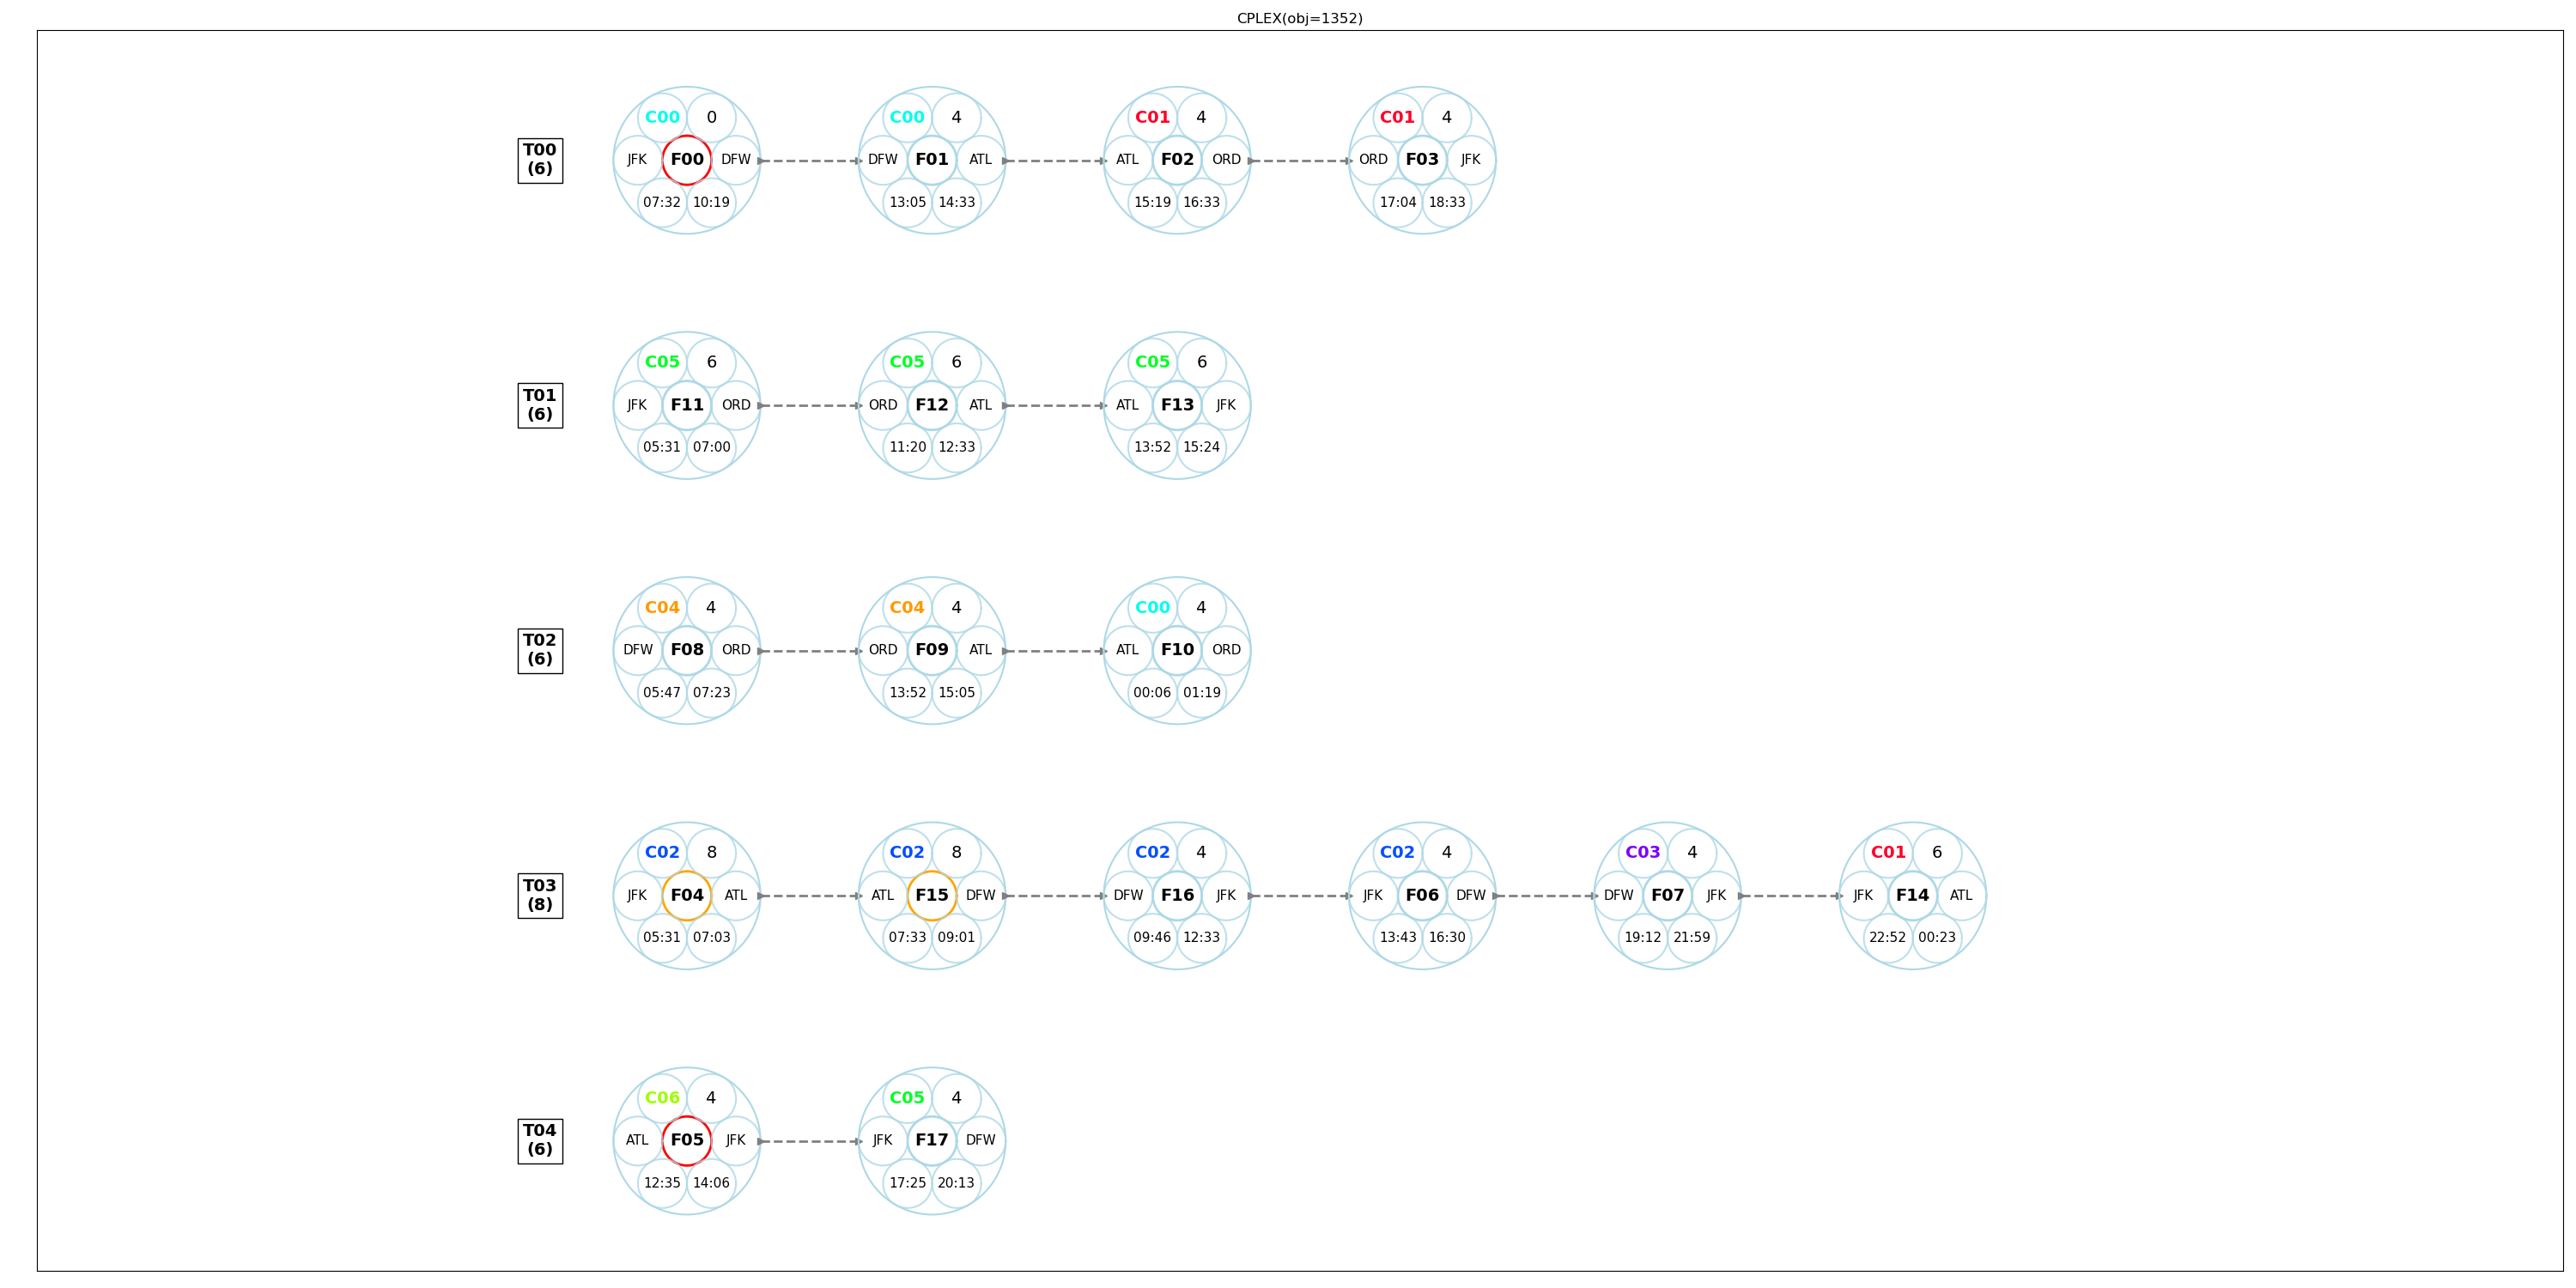 CPLEX(obj=1352)
C00 0 C00 4 C01 4 C01 4
T00
(6)
JFK F00 DFW DFW F01 ATL ATL F02 ORD ORD F03 JFK
07:32 10:19 13:05 14:33 15:19 16:33 17:04 18:33
C05 6 C05 6 C05 6
T01
(6)
JFK F11 ORD ORD F12 ATL ATL F13 JFK
05:31 07:00 11:20 12:33 13:52 15:24
C04 4 C04 4 C00 4
T02
(6)
DFW F08 ORD ORD F09 ATL ATL F10 ORD
05:47 07:23 13:52 15:05 00:06 01:19
C02 8 C02 8 C02 4 C02 4 C03 4 C01 6
T03
(8)
JFK F04 ATL ATL F15 DFW DFW F16 JFK JFK F06 DFW DFW F07 JFK JFK F14 ATL
05:31 07:03 07:33 09:01 09:46 12:33 13:43 16:30 19:12 21:59 22:52 00:23
C06 4 C05 4
T04
(6)
ATL F05 JFK JFK F17 DFW
12:35 14:06 17:25 20:13